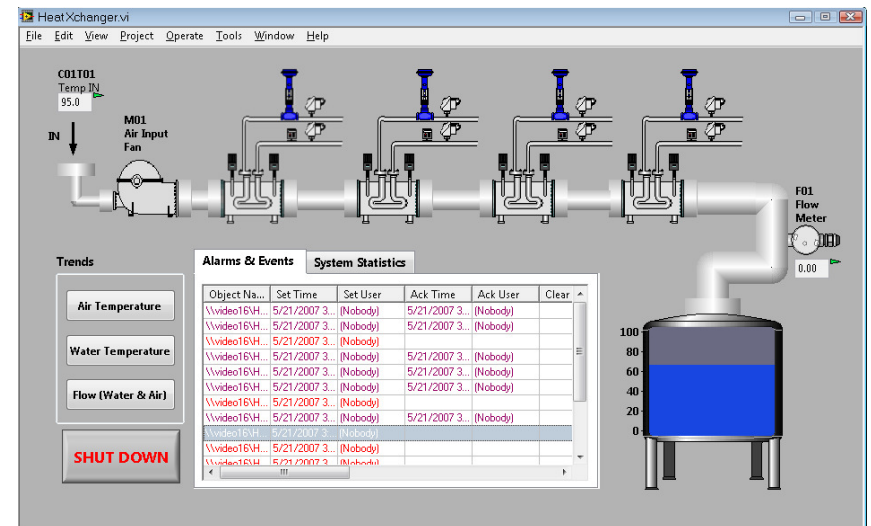 HeatXchanger.vi
File Edit View Project Operate Tools Window Help
C01T01
Temp IN
95.0
IN
M01
Air Input
Fan
F01
Flow
Meter
0.00
Trends
Air Temperature
Water Temperature
Flow (Water & Air)
SHUT DOWN
Alarms & Events System Statistics
Object Na... Set Time Set User Ack Time Ack User Clear
\\video16\H... 5/21/2007 3... (Nobody) 5/21/2007 3... (Nobody)
\\video16\H... 5/21/2007 3... (Nobody) 5/21/2007 3... (Nobody)
\\video16\H... 5/21/2007 3... (Nobody)
\\video16\H... 5/21/2007 3... (Nobody) 5/21/2007 3... (Nobody)
\\video16\H... 5/21/2007 3... (Nobody) 5/21/2007 3... (Nobody)
\\video16\H... 5/21/2007 3... (Nobody)
\\video16\H... 5/21/2007 3... (Nobody) 5/21/2007 3... (Nobody)
\\video16\H... 5/21/2007 3... (Nobody)
\\video16\H... 5/21/2007 3... (Nobody)
\\video16\H... 5/21/2007 3... (Nobody)
100
80
60
40
20
0